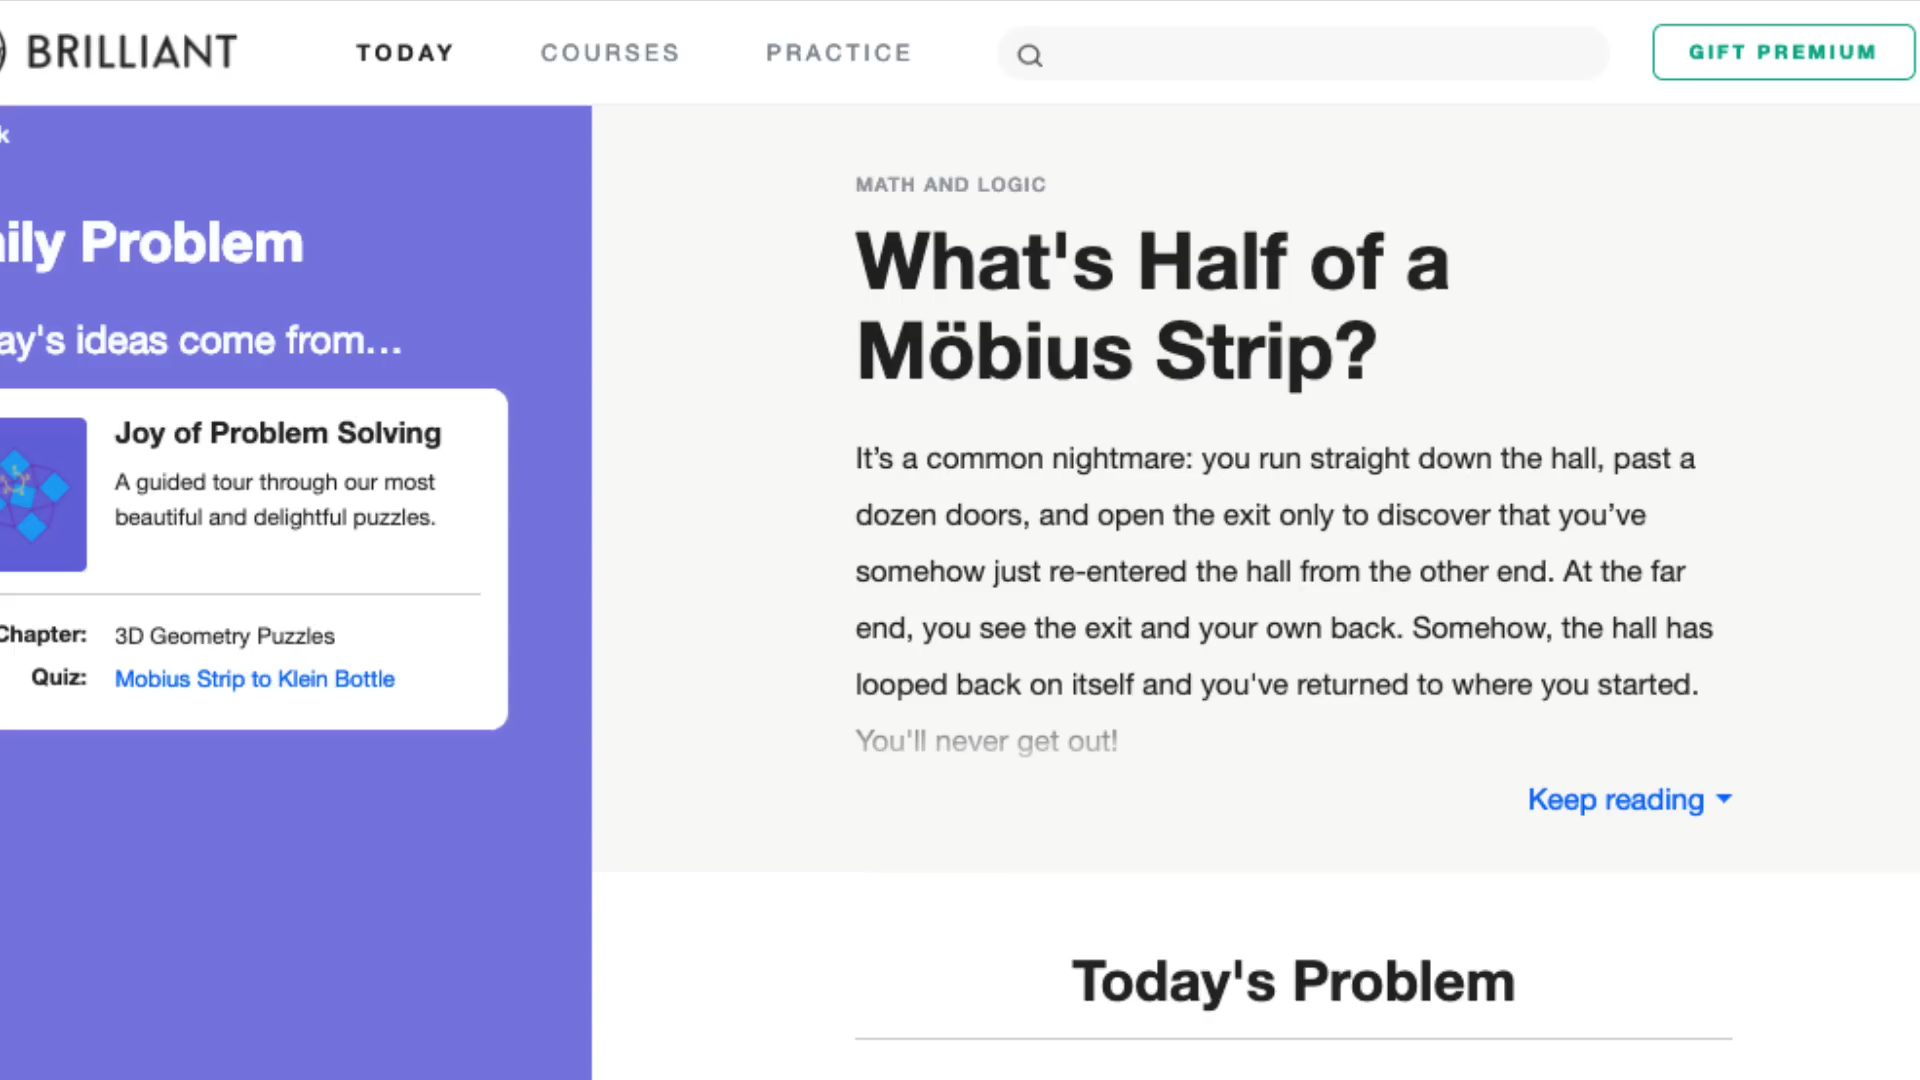 BRILLIANT
TODAY
COURSES
PRACTICE
GIFT PREMIUM
Problem
ideas come from...
Joy of Problem Solving
A guided tour through our most
beautiful and delightful puzzles.
Chapter: 3D Geometry Puzzles
Quiz: Mobius Strip to Klein Bottle
MATH AND LOGIC
What's Half of a
Möbius Strip?
It’s a common nightmare: you run straight down the hall, past a
dozen doors, and open the exit only to discover that you’ve
somehow just re-entered the hall from the other end. At the far
end, you see the exit and your own back. Somehow, the hall has
looped back on itself and you've returned to where you started.
You'll never get out!
Keep reading
Today's Problem